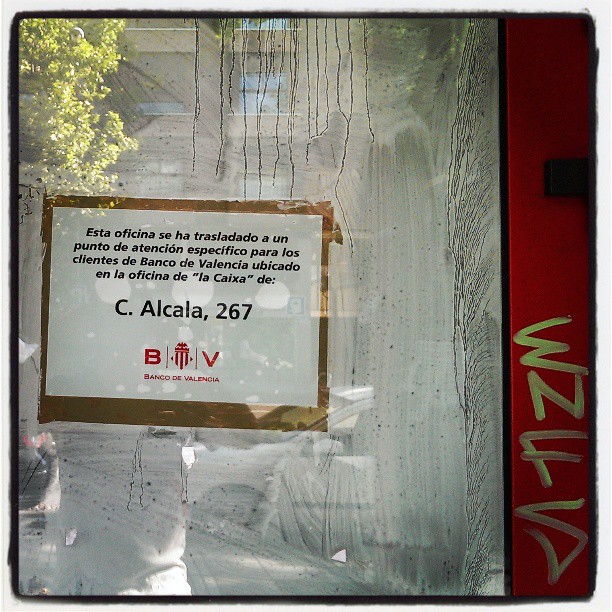 Esta oficina se ha trasladado a un
punto de atención específico para los
clientes de Banco de Valencia ubicado
en la oficina de "la Caixa" de:
C. Alcala, 267
B V
BANCO DE VALENCIA